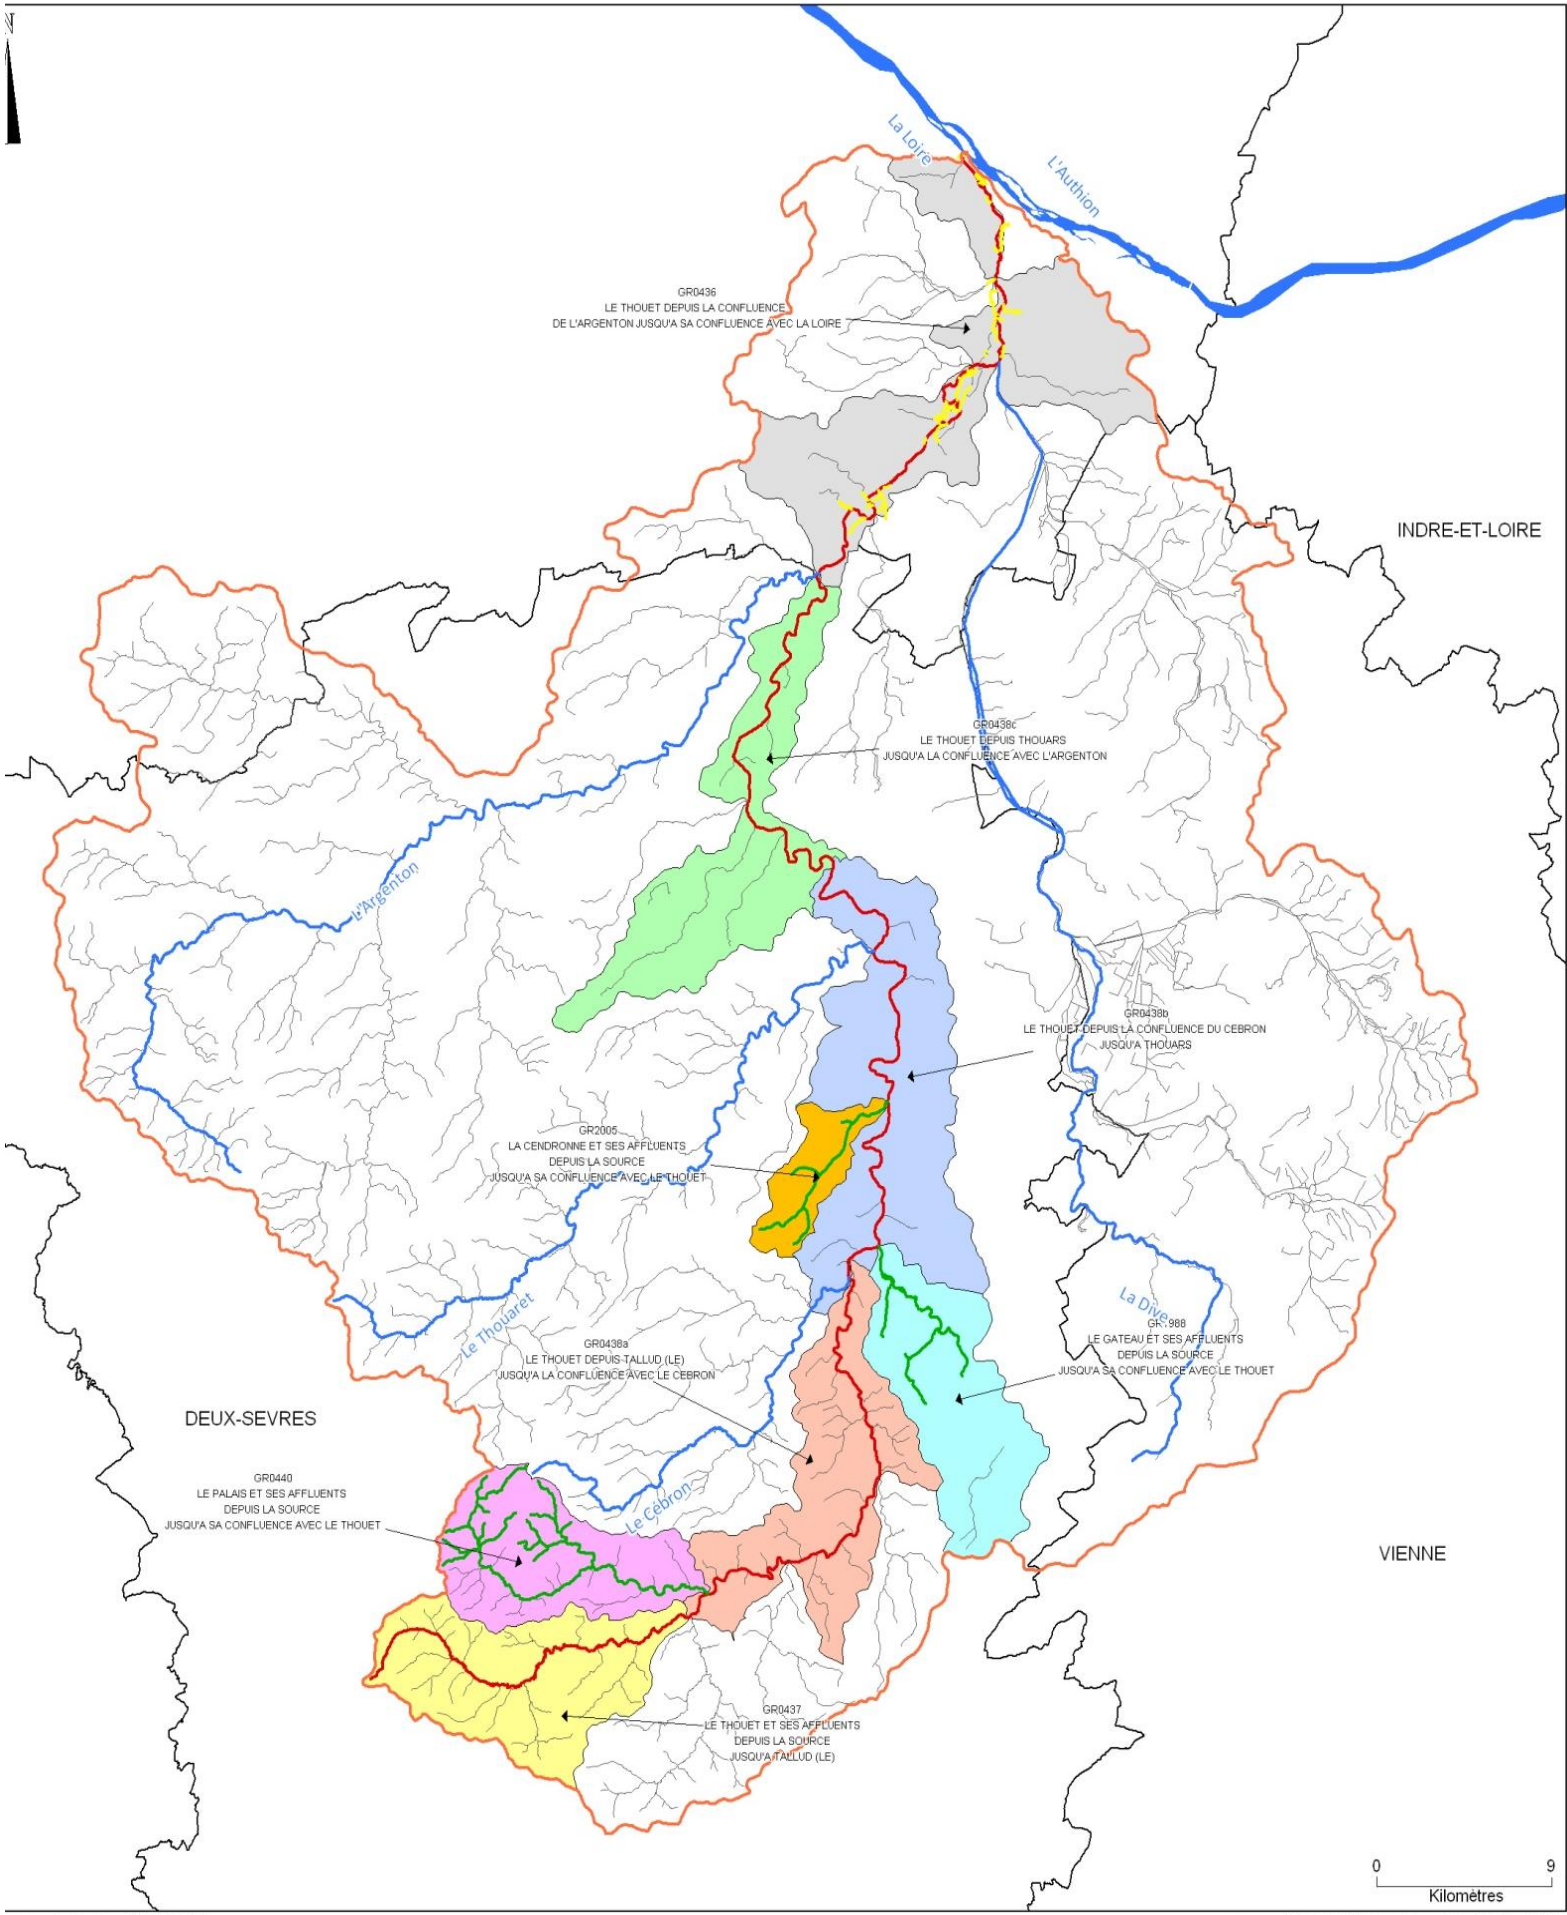 N
La Loire
L'Authion
GR0436
LE THOUET DEPUIS LA CONFLUENCE
DE L'ARGENTON JUSQU'A SA CONFLUENCE AVEC LA LOIRE
INDRE-ET-LOIRE
GR0438c
LE THOUET DEPUIS THOUARS
JUSQU'A LA CONFLUENCE AVEC L'ARGENTON
L'Argenton
GR0438b
LE THOUET DEPUIS LA CONFLUENCE DU CEBRON
JUSQU'A THOUARS
GR2005
LA CENDRONNE ET SES AFFLUENTS
DEPUIS LA SOURCE
JUSQU'A SA CONFLUENCE AVEC LE THOUET
Le Thouaret
La Dive
GR1988
LE GATEAU ET SES AFFLUENTS
DEPUIS LA SOURCE
JUSQU'A SA CONFLUENCE AVEC LE THOUET
GR0438a
LE THOUET DEPUIS TALLUD (LE)
JUSQU'A LA CONFLUENCE AVEC LE CEBRON
DEUX-SEVRES
GR0440
LE PALAIS ET SES AFFLUENTS
DEPUIS LA SOURCE
JUSQU'A SA CONFLUENCE AVEC LE THOUET
Le Cébron
VIENNE
GR0437
LE THOUET ET SES AFFLUENTS
DEPUIS LA SOURCE
JUSQU'A TALLUD (LE)
0 9
Kilomètres